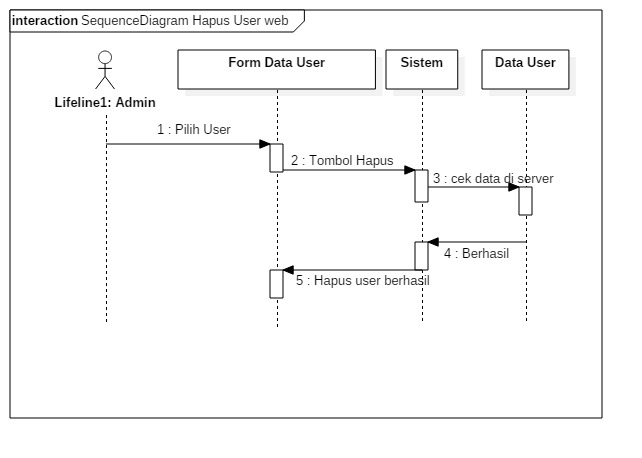 interaction SequenceDiagram Hapus User web
Form Data User
Sistem
Data User
Lifeline1: Admin
1 : Pilih User
2 : Tombol Hapus
3 : cek data di server
4 : Berhasil
5 : Hapus user berhasil